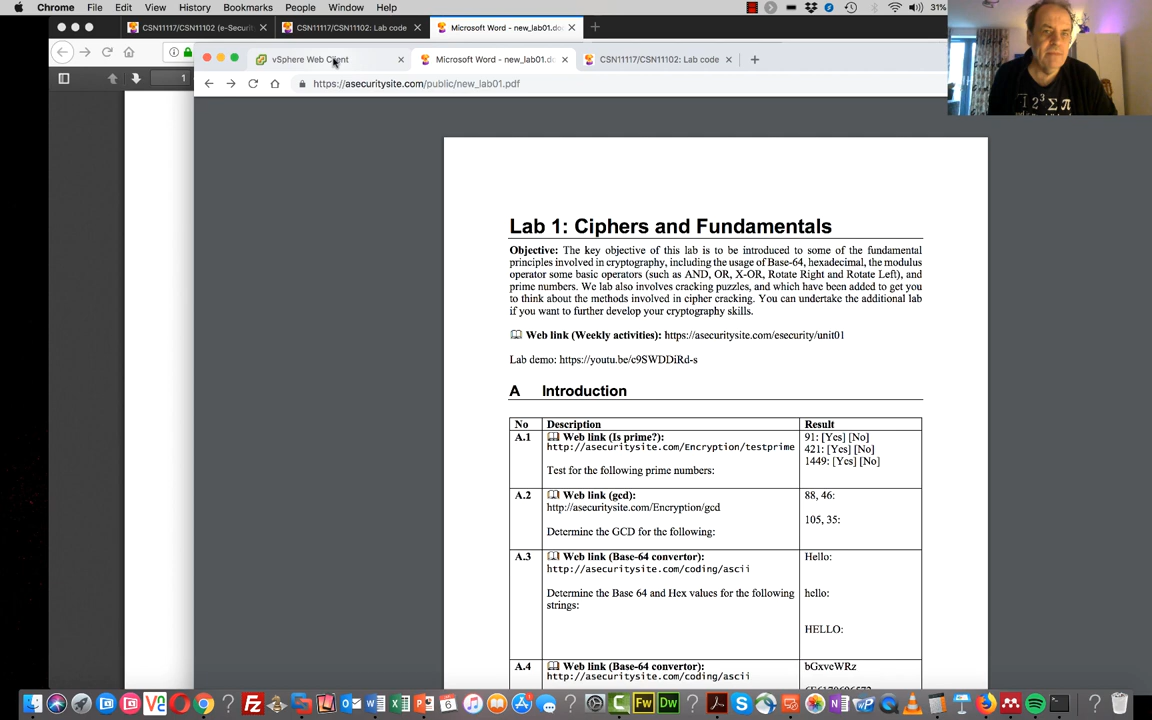 Chrome File Edit View History Bookmarks People Window Help 31%
CSN11117/CSN11102 (e-Securit
CSN11117/CSN11102: Lab code
Microsoft Word - new_lab01.do
vSphere Web Client
Microsoft Word - new_lab01.do
CSN11117/CSN11102: Lab code
1
https://asecuritysite.com/public/new_lab01.pdf
Lab 1: Ciphers and Fundamentals
Objective: The key objective of this lab is to be introduced to some of the fundamental
principles involved in cryptography, including the usage of Base-64, hexadecimal, the modulus
operator some basic operators (such as AND, OR, X-OR, Rotate Right and Rotate Left), and
prime numbers. We lab also involves cracking puzzles, and which have been added to get you
to think about the methods involved in cipher cracking. You can undertake the additional lab
if you want to further develop your cryptography skills.
Web link (Weekly activities): https://asecuritysite.com/esecurity/unit01
Lab demo: https://youtu.be/c9SWDDiRd-s
A Introduction
No Description Result
A.1 Web link (Is prime?): 91: [Yes] [No]
http://asecuritysite.com/Encryption/testprime 421: [Yes] [No]
1449: [Yes] [No]
Test for the following prime numbers:
A.2 Web link (gcd): 88, 46:
http://asecuritysite.com/Encryption/gcd
105, 35:
Determine the GCD for the following:
A.3 Web link (Base-64 convertor): Hello:
http://asecuritysite.com/coding/ascii
Determine the Base 64 and Hex values for the following hello:
strings:
HELLO:
A.4 Web link (Base-64 convertor): bGxveWRz
http://asecuritysite.com/coding/ascii